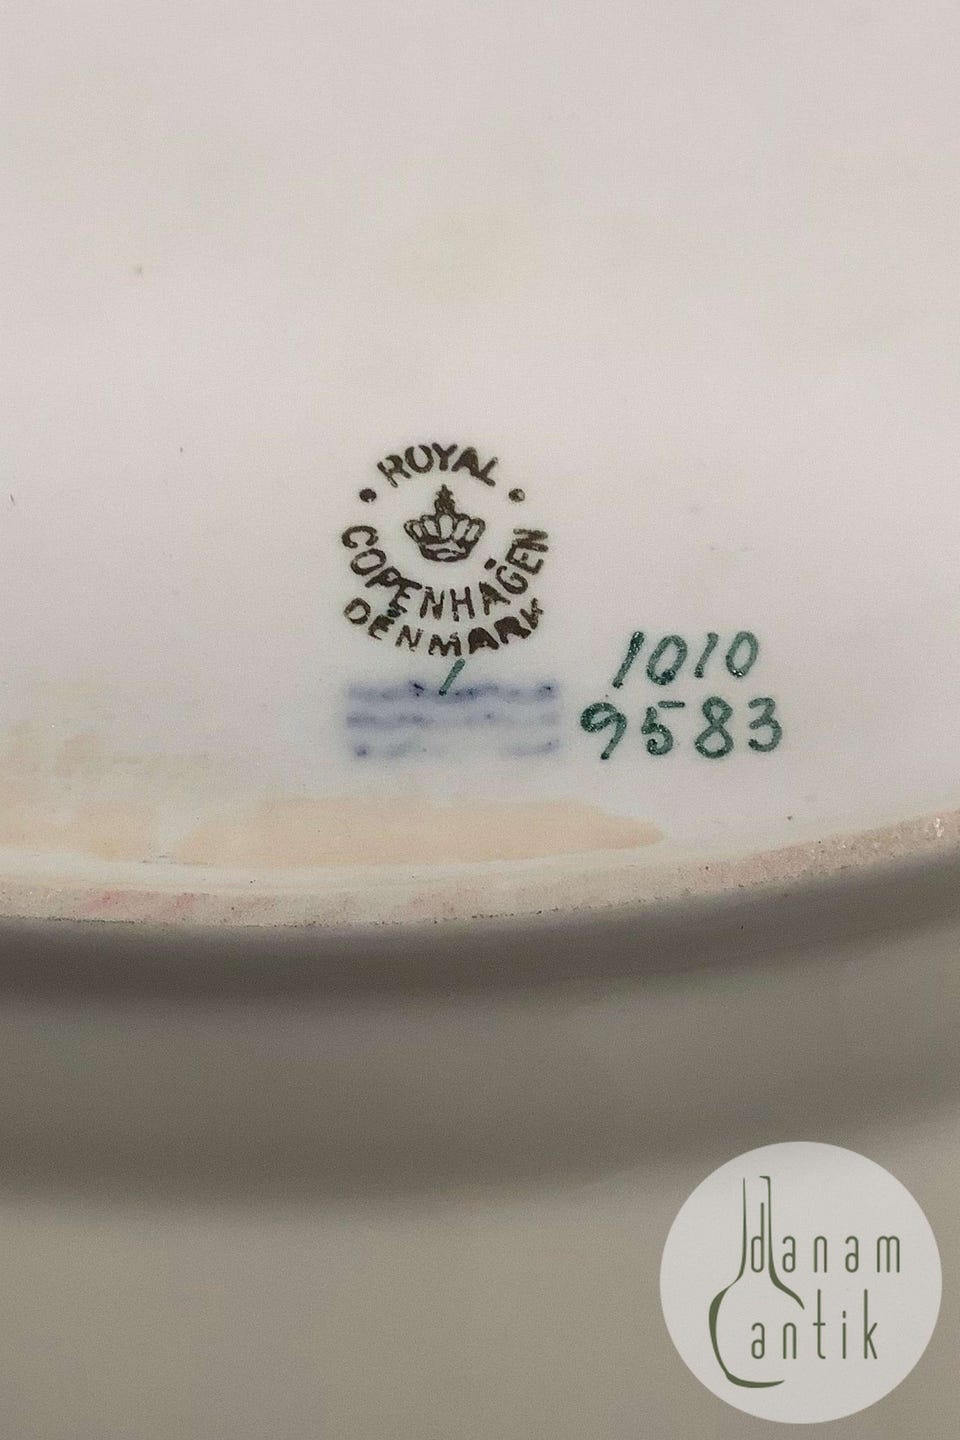 ROYAL
COPENHAGEN
DENMARK
1010
9583
danam
antik